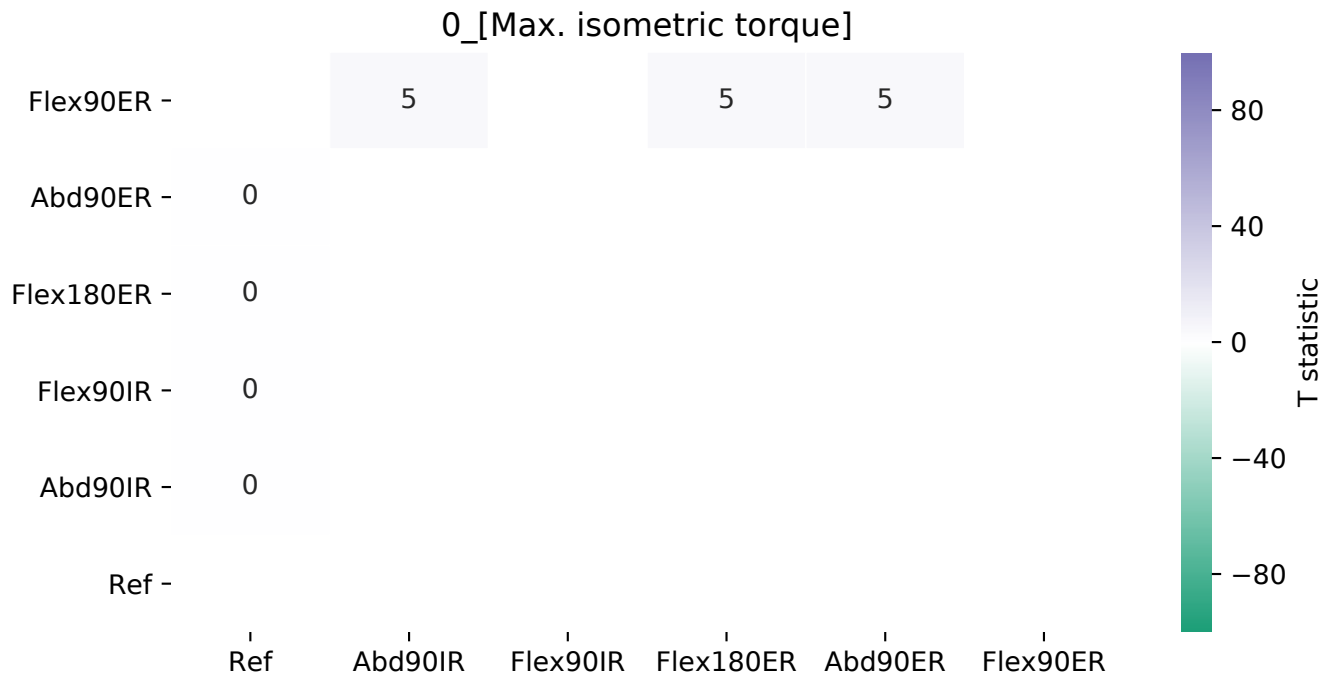 0_[Max. isometric torque]
Flex90ER 5 5 5
Abd90ER 0
Flex180ER 0
Flex90IR 0
Abd90IR 0
Ref
Ref Abd90IR Flex90IR Flex180ER Abd90ER Flex90ER
80
40
0
−40
−80
T statistic